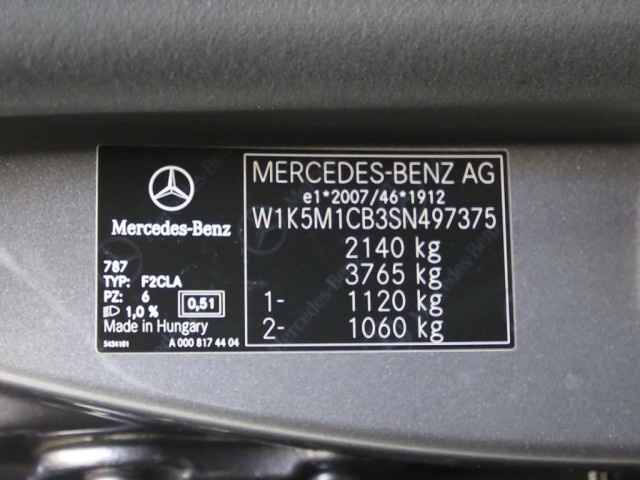 Mercedes-Benz
787
TYP: F2CLA
PZ: 6
1,0 %
0,51
Made in Hungary
5434101
A 000 817 44 04
MERCEDES-BENZ AG
e1*2007/46*1912
W1K5M1CB3SN497375
2140 kg
3765 kg
1- 1120 kg
2- 1060 kg